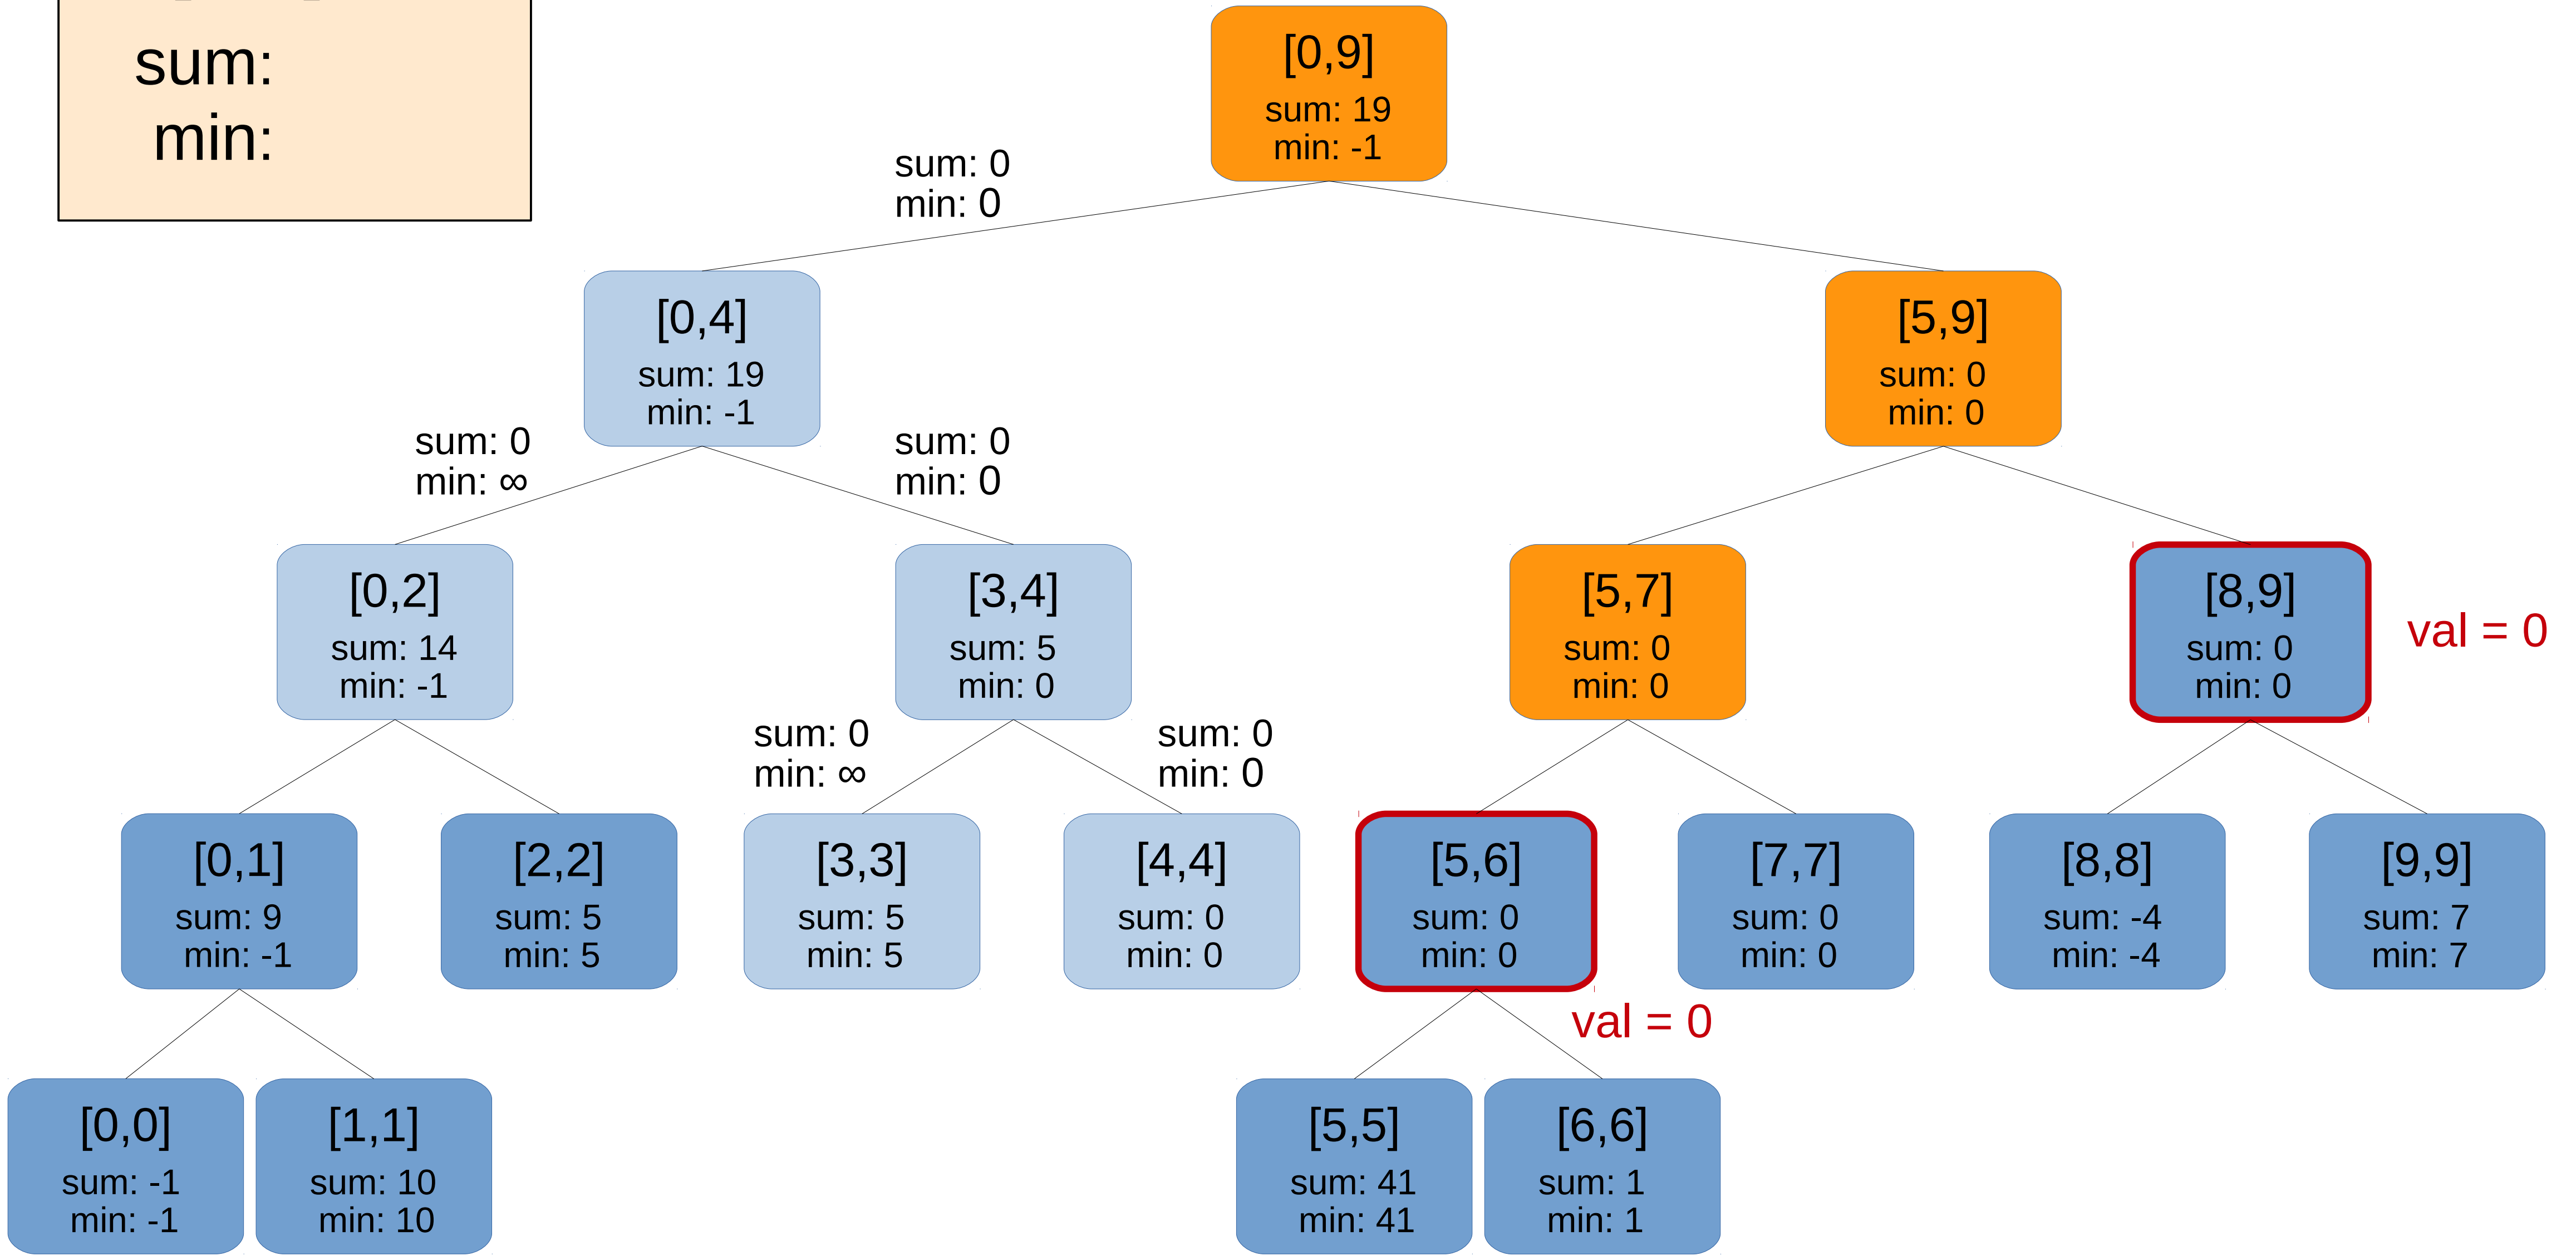 sum:
min:
[0,9]
sum: 19
min: -1
sum: 0
min: 0
[0,4]
sum: 19
min: -1
[5,9]
sum: 0
min: 0
sum: 0
min: ∞
sum: 0
min: 0
[0,2]
sum: 14
min: -1
[3,4]
sum: 5
min: 0
[5,7]
sum: 0
min: 0
[8,9]
sum: 0
min: 0
val = 0
sum: 0
min: ∞
sum: 0
min: 0
[0,1]
sum: 9
min: -1
[2,2]
sum: 5
min: 5
[3,3]
sum: 5
min: 5
[4,4]
sum: 0
min: 0
[5,6]
sum: 0
min: 0
[7,7]
sum: 0
min: 0
[8,8]
sum: -4
min: -4
[9,9]
sum: 7
min: 7
val = 0
[0,0]
sum: -1
min: -1
[1,1]
sum: 10
min: 10
[5,5]
sum: 41
min: 41
[6,6]
sum: 1
min: 1